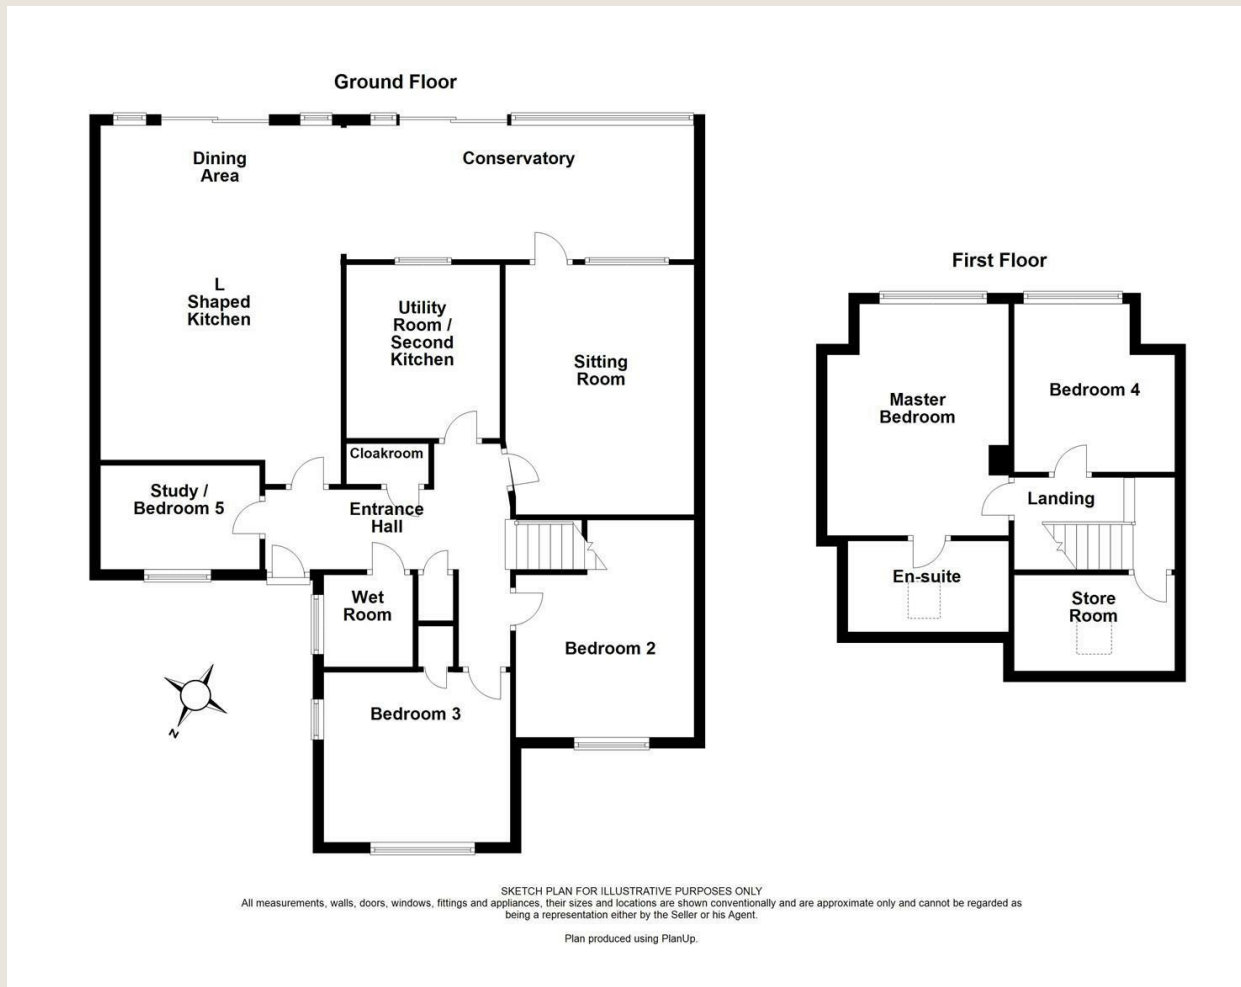 Ground Floor
Dining
Area
Conservatory
L
Shaped
Kitchen
Utility
Room /
Second
Kitchen
Sitting
Room
Cloakroom
Study /
Bedroom 5
Entrance
Hall
Wet
Room
Bedroom 2
Bedroom 3
N
First Floor
Master
Bedroom
Bedroom 4
Landing
En-suite
Store
Room
SKETCH PLAN FOR ILLUSTRATIVE PURPOSES ONLY
All measurements, walls, doors, windows, fittings and appliances, their sizes and locations are shown conventionally and are approximate only and cannot be regarded as
being a representation either by the Seller or his Agent.
Plan produced using PlanUp.